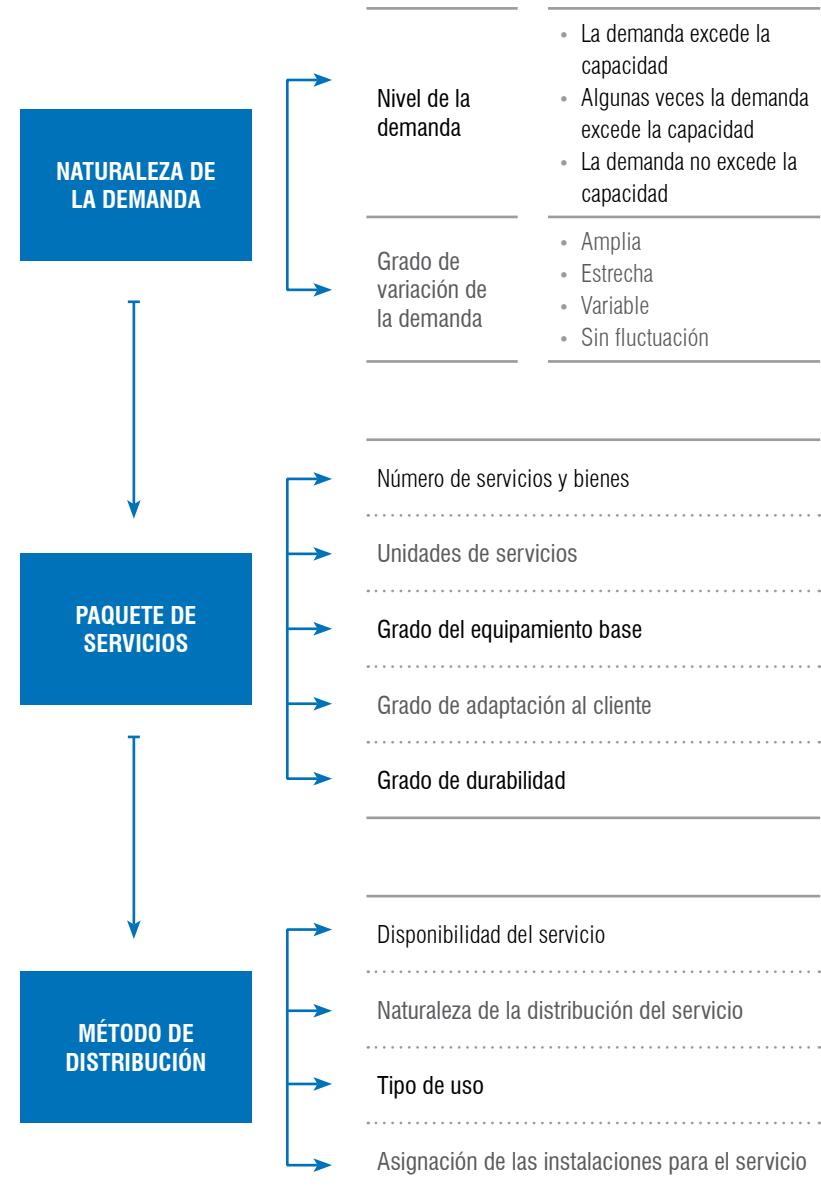 NATURALEZA DE
LA DEMANDA
Nivel de la
demanda
• La demanda excede la
capacidad
• Algunas veces la demanda
excede la capacidad
• La demanda no excede la
capacidad
Grado de
variación de
la demanda
• Amplia
• Estrecha
• Variable
• Sin fluctuación
PAQUETE DE
SERVICIOS
Número de servicios y bienes
Unidades de servicios
Grado del equipamiento base
Grado de adaptación al cliente
Grado de durabilidad
MÉTODO DE
DISTRIBUCIÓN
Disponibilidad del servicio
Naturaleza de la distribución del servicio
Tipo de uso
Asignación de las instalaciones para el servicio